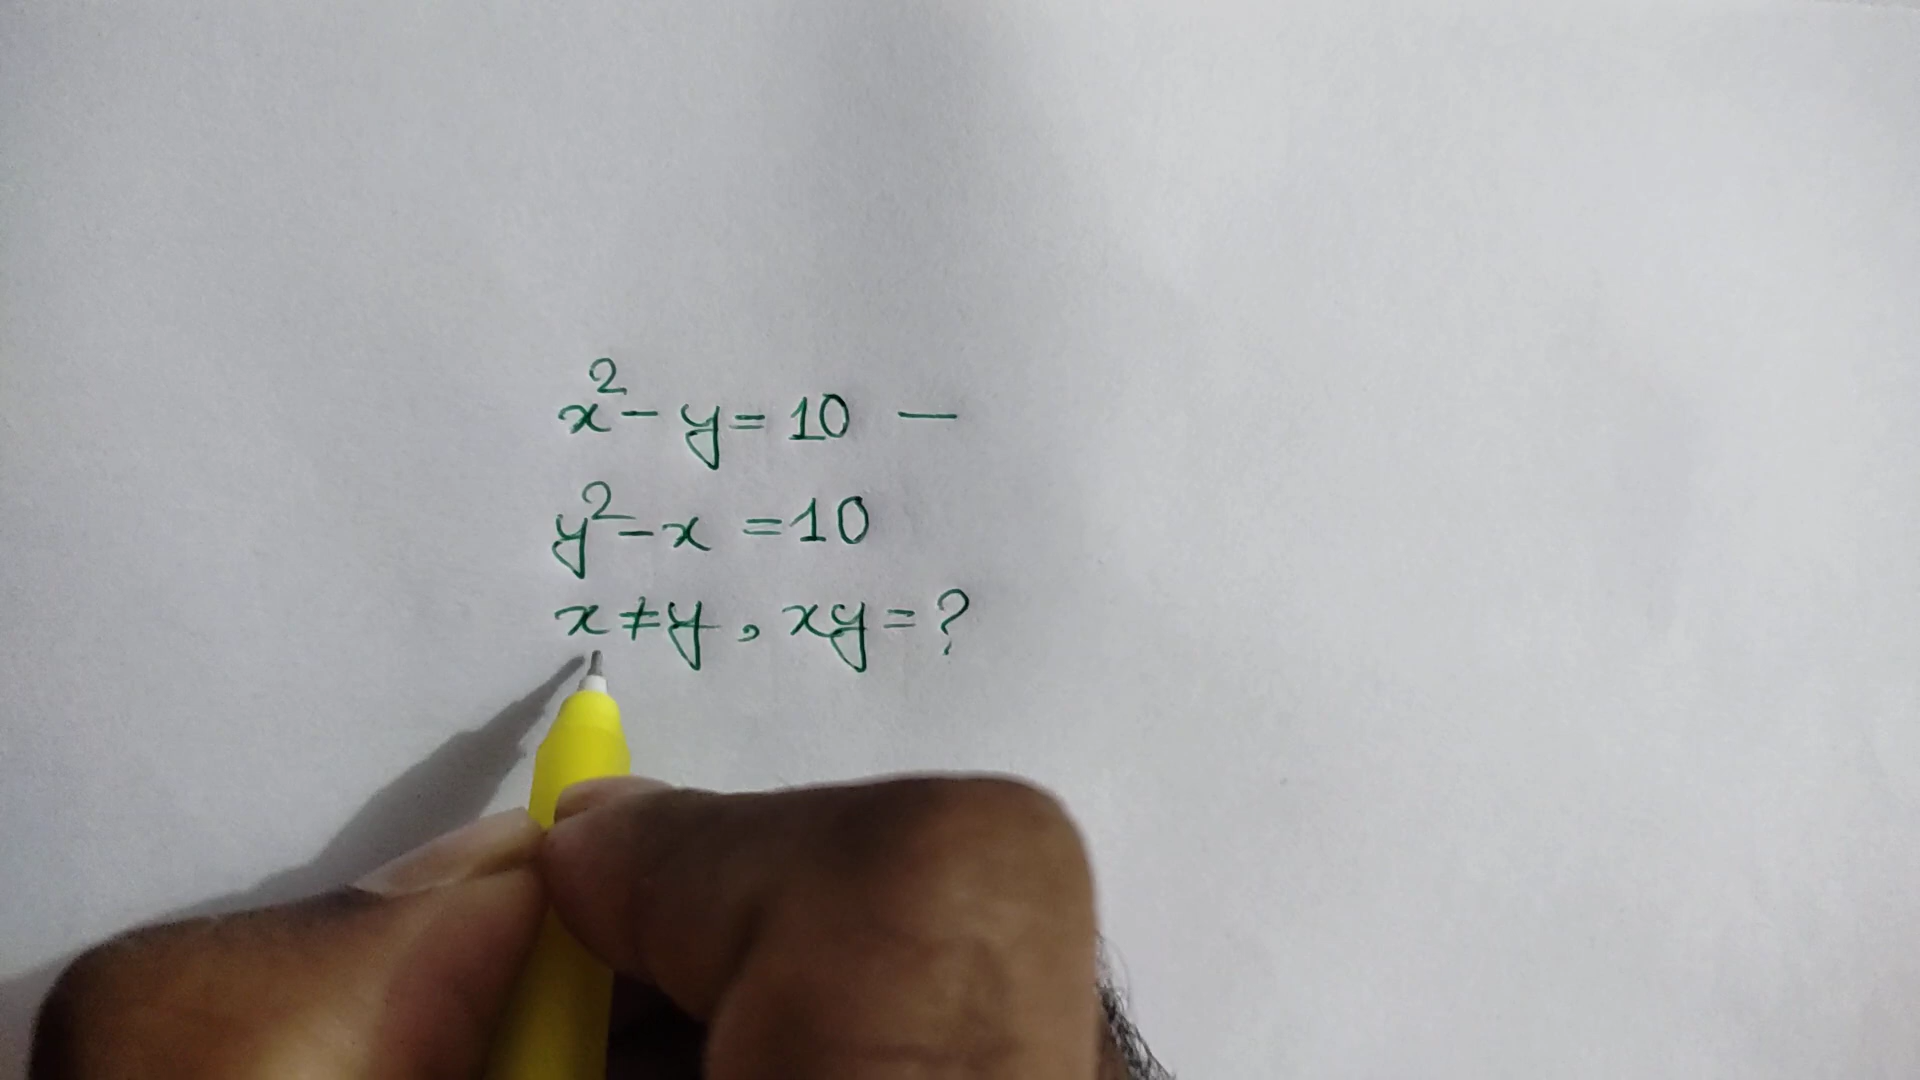 x² - y = 10 —
y² - x = 10
x ≠ y , xy = ?